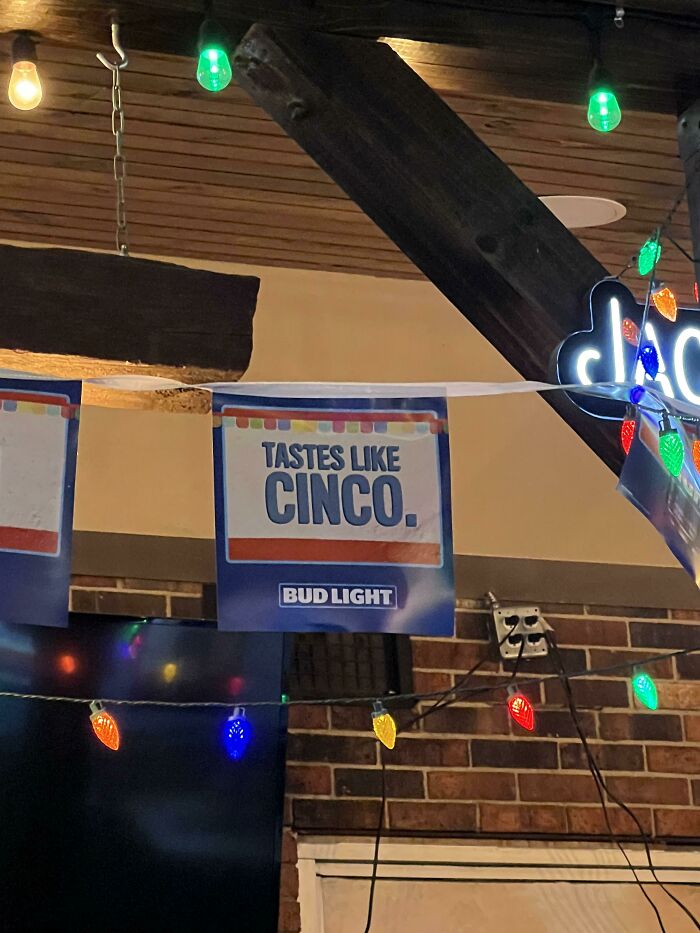 TASTES LIKE
CINCO.
BUD LIGHT